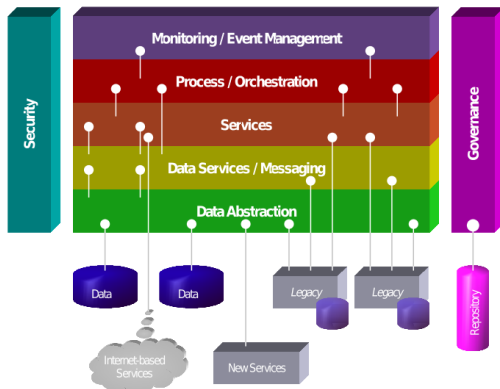 Monitoring / Event Management
Process / Orchestration
Services
Data Services / Messaging
Data Abstraction
Security
Governance
Data
Data
Legacy
Legacy
Repository
Internet-based
Services
New Services